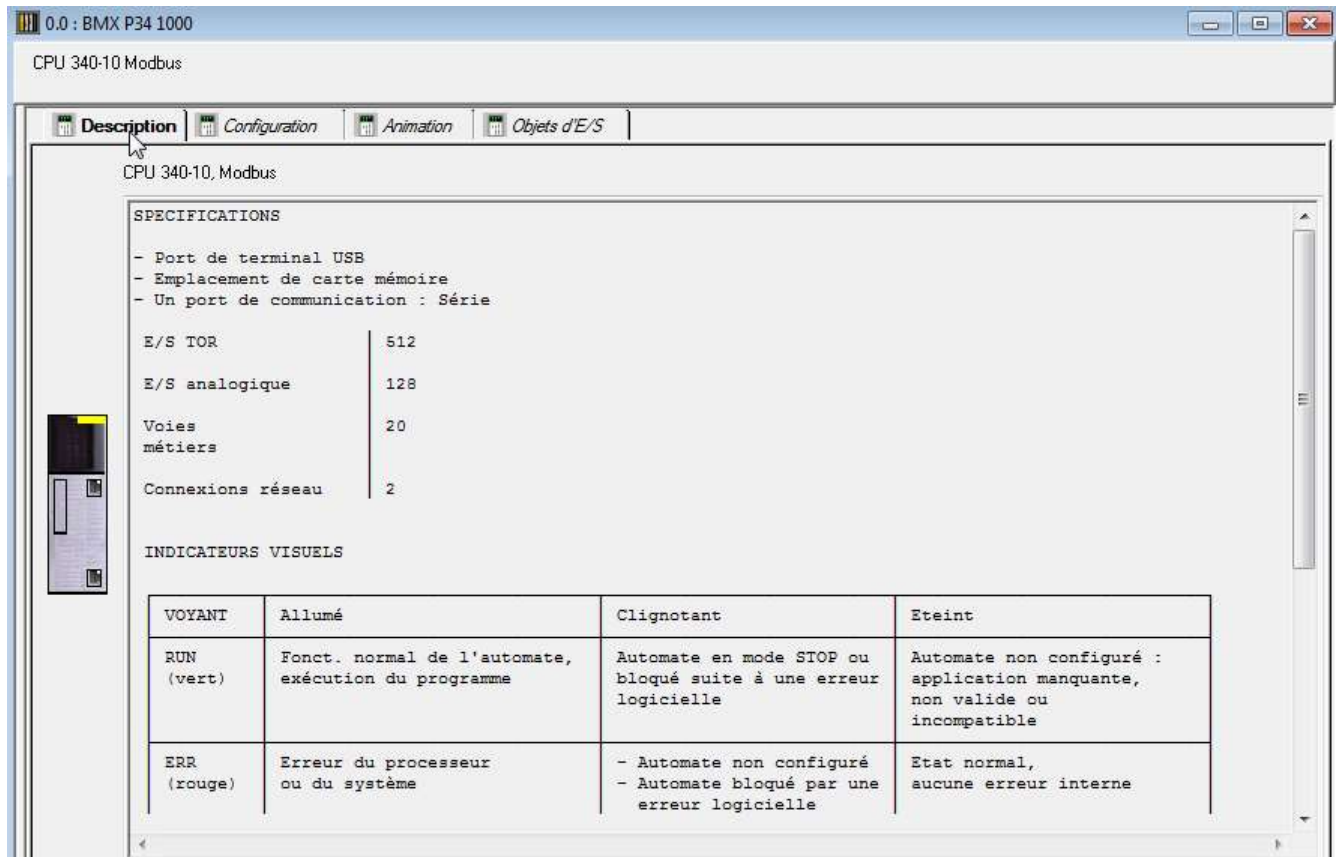 0.0 : BMX P34 1000
CPU 340-10 Modbus
Description Configuration Animation Objets d'E/S
CPU 340-10, Modbus
SPECIFICATIONS
- Port de terminal USB
- Emplacement de carte mémoire
- Un port de communication : Série
E/S TOR 512
E/S analogique 128
Voies 20
métiers
Connexions réseau 2
INDICATEURS VISUELS
VOYANT Allumé Clignotant Eteint
RUN Fonct. normal de l'automate, Automate en mode STOP ou Automate non configuré :
(vert) exécution du programme bloqué suite à une erreur application manquante,
logicielle non valide ou
incompatible
ERR Erreur du processeur - Automate non configuré Etat normal,
(rouge) ou du système - Automate bloqué par une aucune erreur interne
erreur logicielle